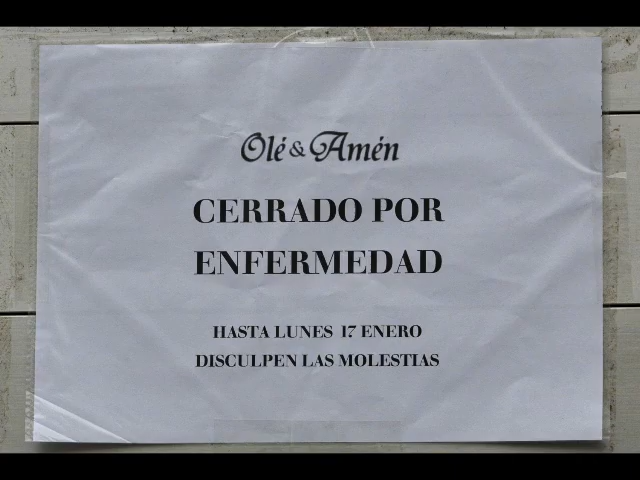 Olé & Amén
CERRADO POR
ENFERMEDAD
HASTA LUNES 17 ENERO
DISCULPEN LAS MOLESTIAS